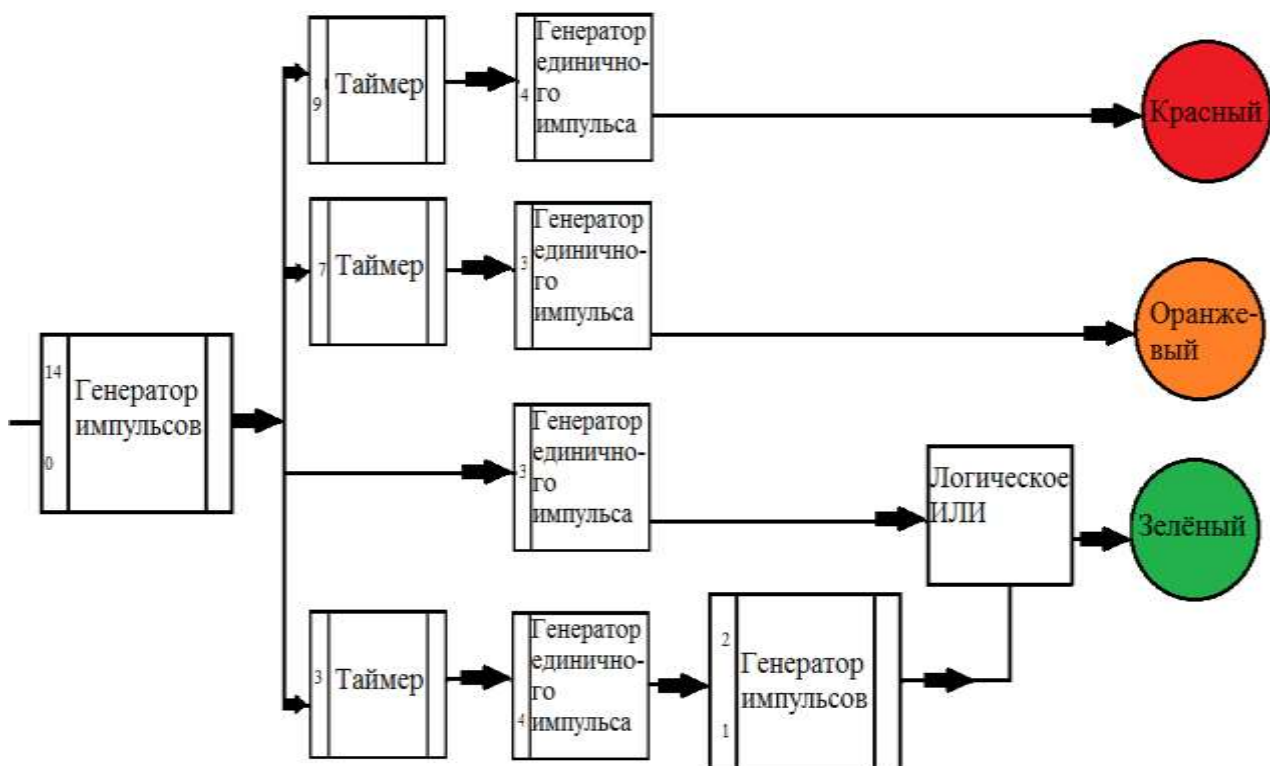 9
Таймер
4
Генератор
единично-
го
импульса
Красный
7
Таймер
3
Генератор
единично-
го
импульса
Оранже-
вый
14
0
Генератор
импульсов
3
Генератор
единично-
го
импульса
Логическое
ИЛИ
Зелёный
3
Таймер
4
Генератор
единично-
го
импульса
2
1
Генератор
импульсов